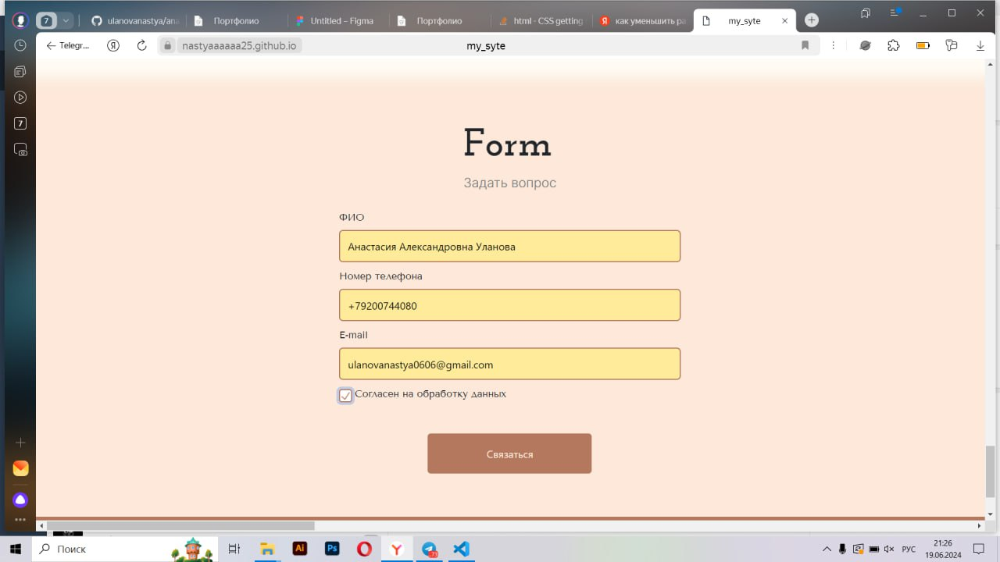 7
ulanovanastya/ana
Портфолио
Untitled – Figma
Портфолио
html - CSS getting
как уменьшить ра
my_syte
Telegr...
nastyaaaaaa25.github.io
my_syte
7
Form
Задать вопрос
ФИО
Анастасия Александровна Уланова
Номер телефона
+79200744080
E-mail
ulanovanastya0606@gmail.com
Согласен на обработку данных
Связаться
Поиск
Ai
Ps
РУС
21:26
19.06.2024